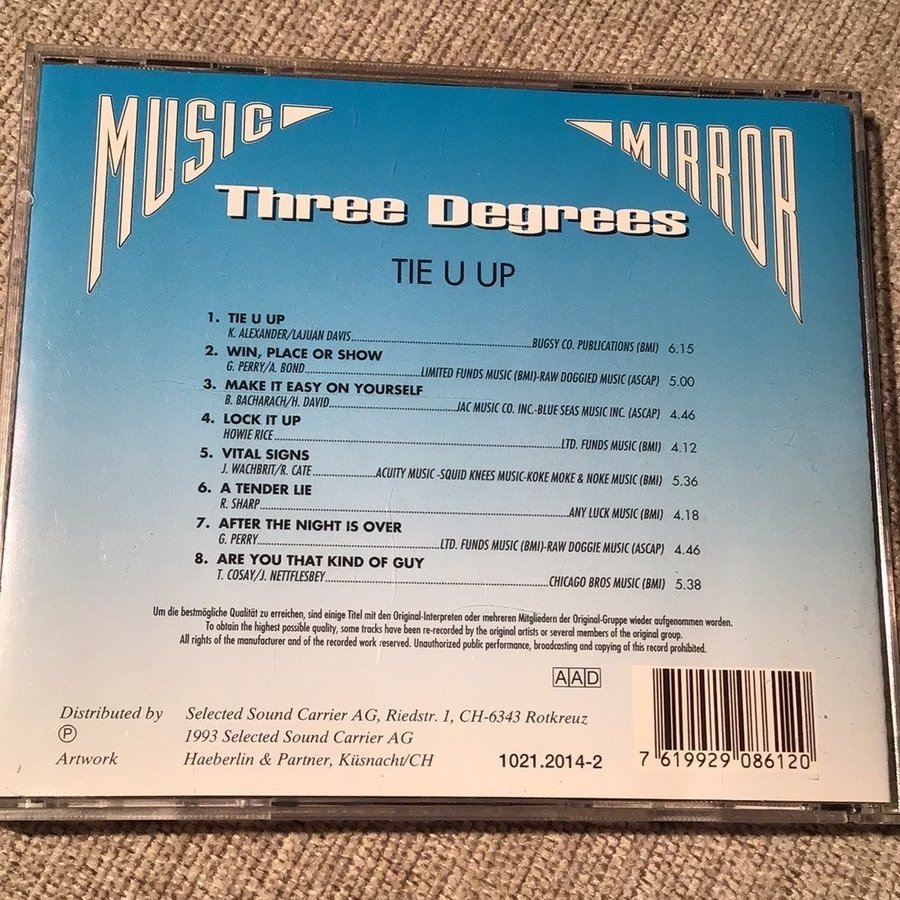 MUSIC MIRROR
Three Degrees
TIE U UP
1. TIE U UP
K. ALEXANDER/LAJUAN DAVIS........BUGSY CO. PUBLICATIONS (BMI) 6.15
2. WIN, PLACE OR SHOW
G. PERRY/A. BOND........LIMITED FUNDS MUSIC (BMI)-RAW DOGGIED MUSIC (ASCAP) 5.00
3. MAKE IT EASY ON YOURSELF
B. BACHARACH/H. DAVID........JAC MUSIC CO. INC.-BLUE SEAS MUSIC INC. (ASCAP) 4.46
4. LOCK IT UP
HOWIE RICE........LTD. FUNDS MUSIC (BMI) 4.12
5. VITAL SIGNS
J. WACHBRIT/R. CATE........ACUITY MUSIC -SQUID KNEES MUSIC-KOKE MOKE & NOKE MUSIC (BMI) 5.36
6. A TENDER LIE
R. SHARP........ANY LUCK MUSIC (BMI) 4.18
7. AFTER THE NIGHT IS OVER
G. PERRY........LTD. FUNDS MUSIC (BMI)-RAW DOGGIE MUSIC (ASCAP) 4.46
8. ARE YOU THAT KIND OF GUY
T. COSAY/J. NETTFLESBEY........CHICAGO BROS MUSIC (BMI) 5.38
Um die bestmögliche Qualität zu erreichen, sind einige Titel mit den Original-Interpreten oder mehreren Mitgliedern der Original-Gruppe wieder aufgenommen worden.
To obtain the highest possible quality, some tracks have been re-recorded by the original artists or several members of the original group.
All rights of the manufacturer and of the recorded work reserved. Unauthorized public performance, broadcasting and copying of this record prohibited.
AAD
Distributed by Selected Sound Carrier AG, Riedstr. 1, CH-6343 Rotkreuz
Ⓟ 1993 Selected Sound Carrier AG
Artwork Haeberlin & Partner, Küsnacht/CH
1021.2014-2
7 619929 086120